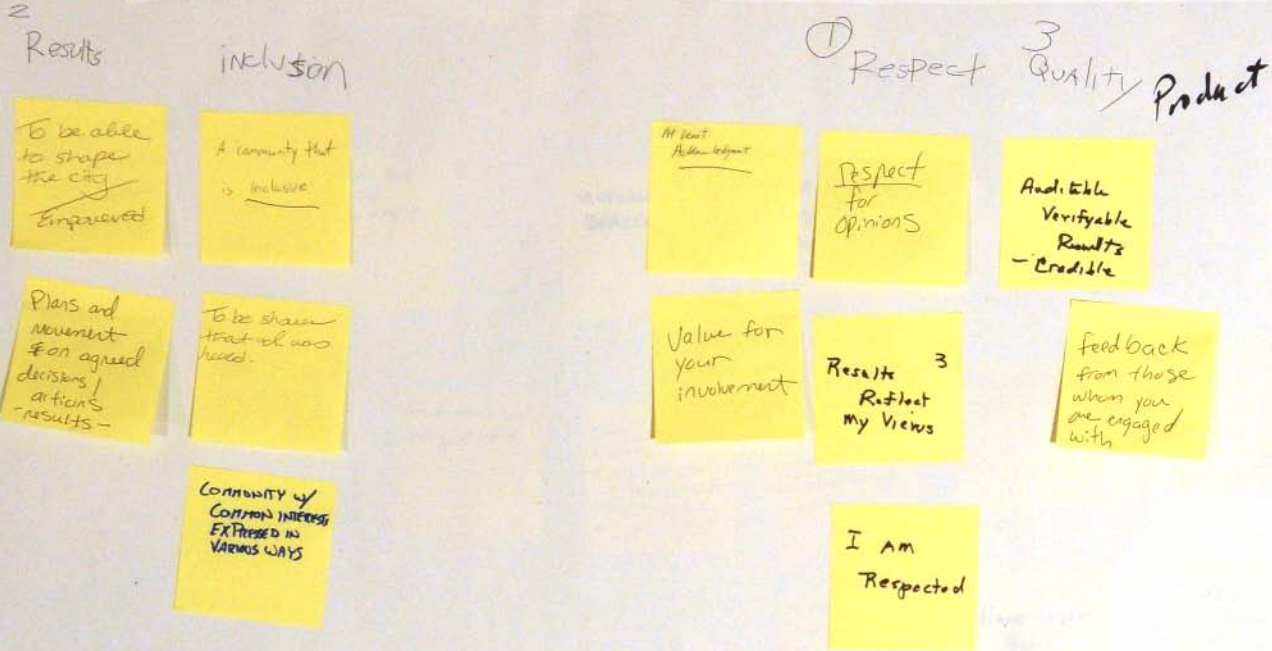 2
Results
inclusion
① Respect
3
Quality Product
To be able
to shape
the city
Empowered
A community that
is inclusive
At least
respect
for
opinions
Auditable
Verifyable
Results
- Credible
Plans and
movement
on agreed
decisions /
actions
- results -
To be shown
that I was
heard.
Value for
your
involvement
Results 3
Reflect
My Views
feedback
from those
whom you
are engaged
with
COMMUNITY W/
COMMON INTERESTS
EXPRESSED IN
VARIOUS WAYS
I AM
Respected